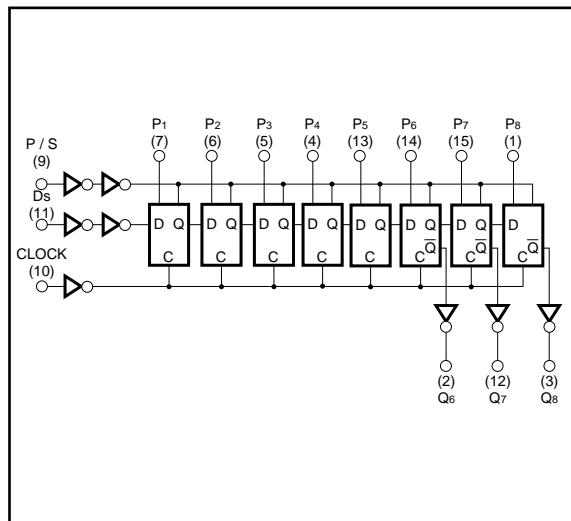 P1 P2 P3 P4 P5 P6 P7 P8
(7) (6) (5) (4) (13) (14) (15) (1)
P / S
(9)
Ds
(11)
D Q D Q D Q D Q D Q D Q D Q D
Q̅ Q̅ Q̅
C C C C C C C C
CLOCK
(10)
(2) (12) (3)
Q6 Q7 Q8